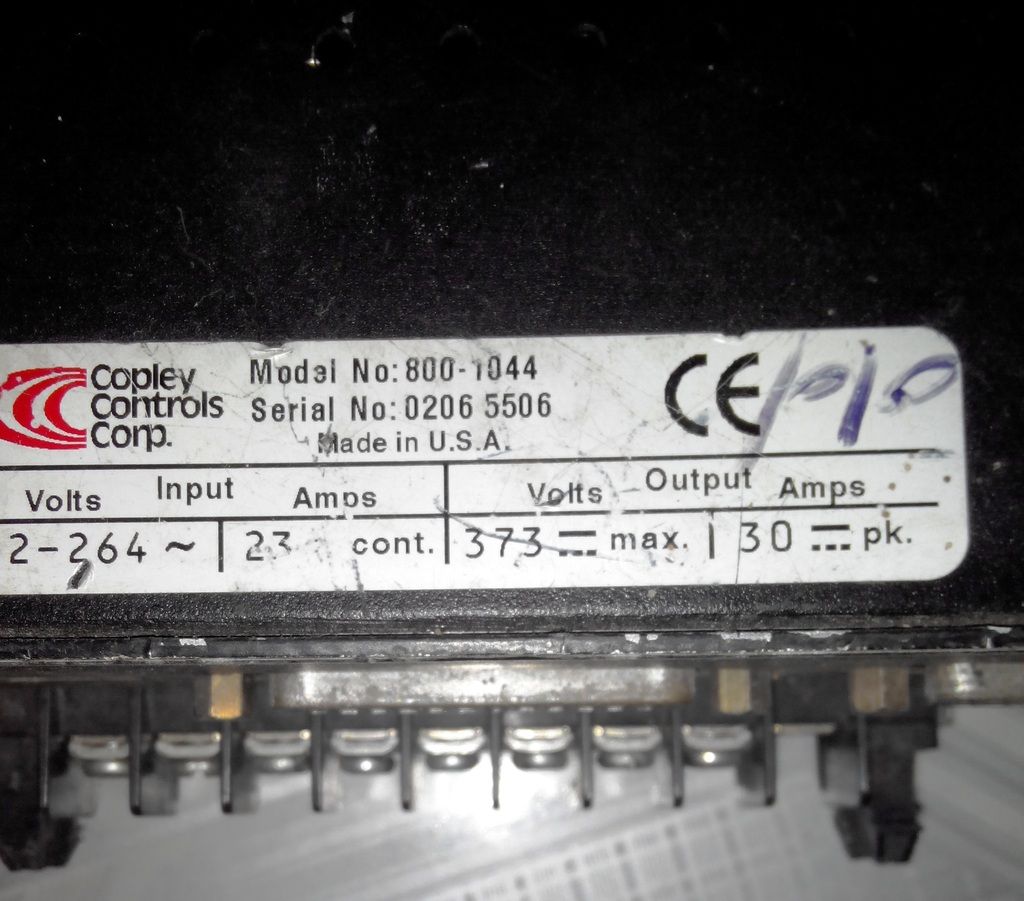 Copley
Controls
Corp.
Model No: 800-1044
Serial No: 0206 5506
Made in U.S.A.
CE
Input
Volts
Amps
Output
Volts
Amps
2-264 ~
23 cont.
373 ⎓ max.
30 ⎓ pk.